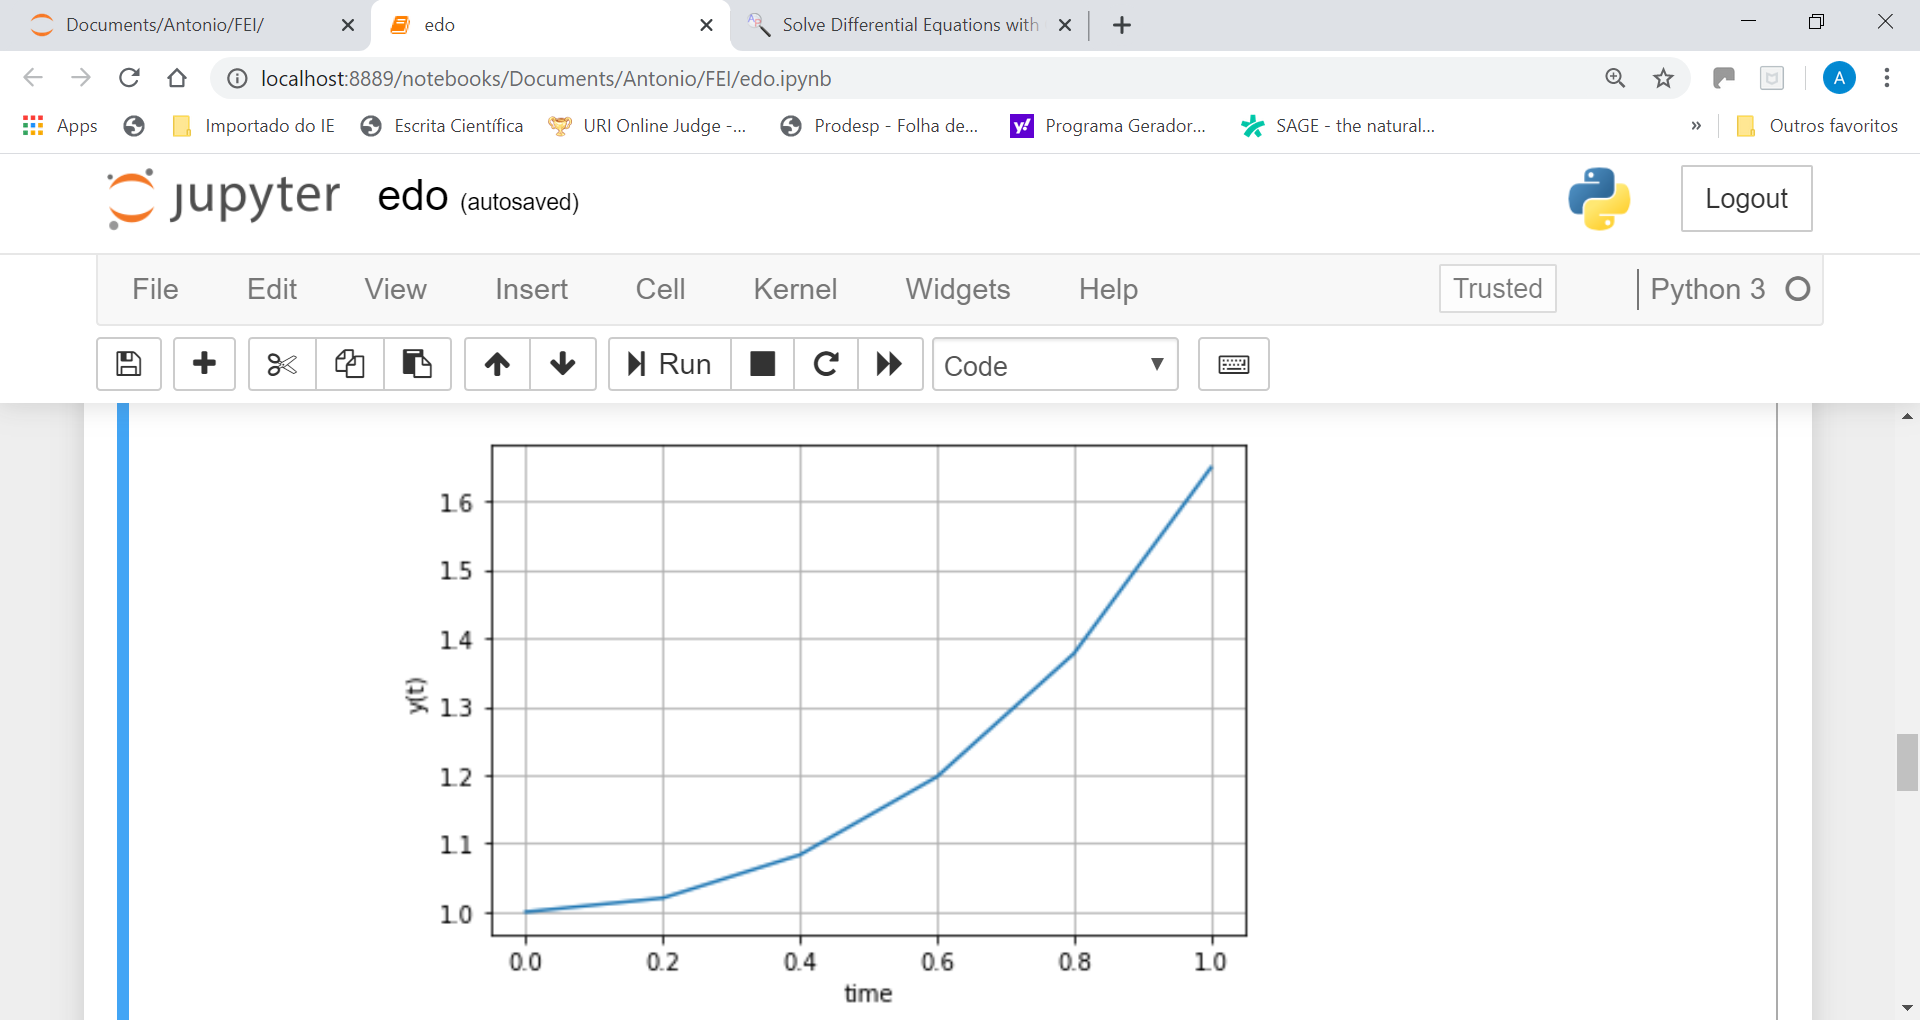 Documents/Antonio/FEI/
edo
Solve Differential Equations with
localhost:8889/notebooks/Documents/Antonio/FEI/edo.ipynb
A
Apps
Importado do IE
Escrita Científica
URI Online Judge -...
y!
Prodesp - Folha de...
Programa Gerador...
SAGE - the natural...
»
Outros favoritos
jupyter edo (autosaved)
Logout
File Edit View Insert Cell Kernel Widgets Help
Trusted
Python 3
Run
Code
1.6
1.5
1.4
1.3
1.2
1.1
1.0
y(t)
0.0 0.2 0.4 0.6 0.8 1.0
time